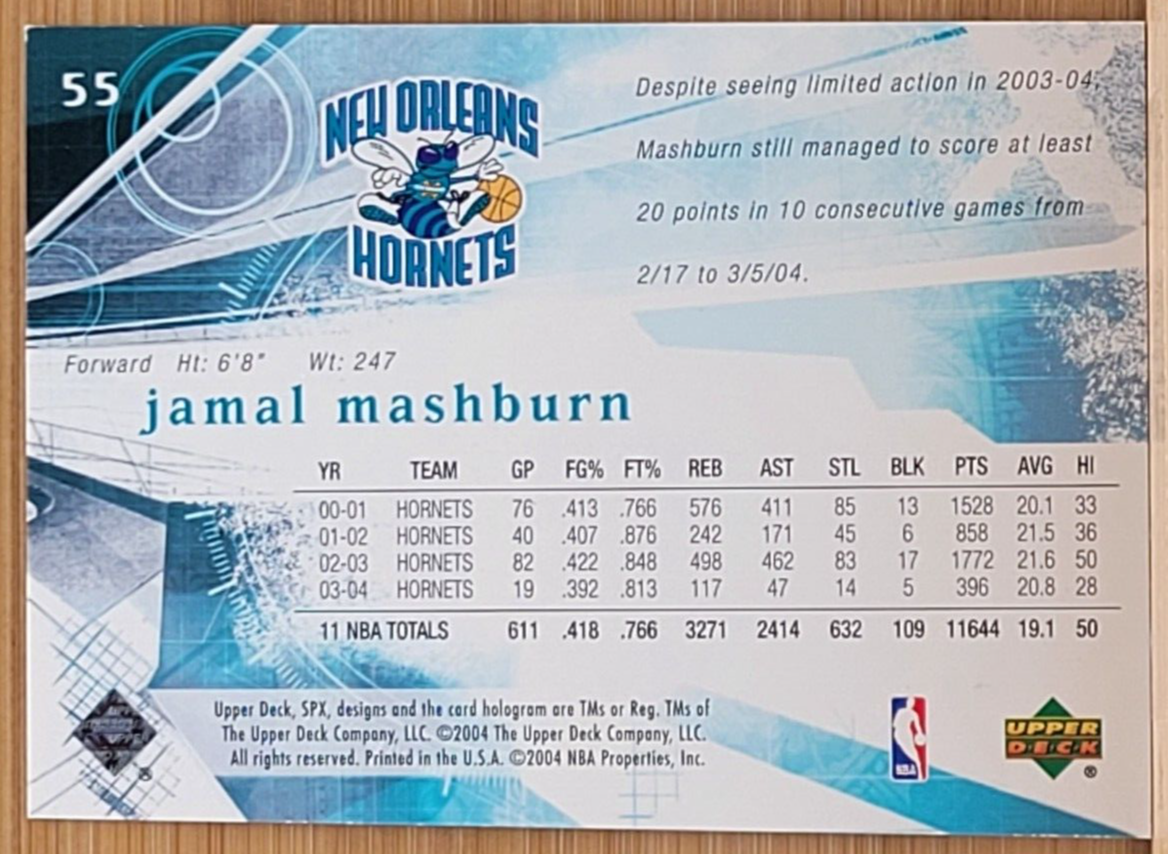 55
NEW ORLEANS
HORNETS
Despite seeing limited action in 2003-04,
Mashburn still managed to score at least
20 points in 10 consecutive games from
2/17 to 3/5/04.
Forward Ht: 6'8" Wt: 247
jamal mashburn
YR TEAM GP FG% FT% REB AST STL BLK PTS AVG HI
00-01 HORNETS 76 .413 .766 576 411 85 13 1528 20.1 33
01-02 HORNETS 40 .407 .876 242 171 45 6 858 21.5 36
02-03 HORNETS 82 .422 .848 498 462 83 17 1772 21.6 50
03-04 HORNETS 19 .392 .813 117 47 14 5 396 20.8 28
11 NBA TOTALS 611 .418 .766 3271 2414 632 109 11644 19.1 50
Upper Deck, SPX, designs and the card hologram are TMs or Reg. TMs of
The Upper Deck Company, LLC. ©2004 The Upper Deck Company, LLC.
All rights reserved. Printed in the U.S.A. ©2004 NBA Properties, Inc.
®
NBA
UPPER
DECK
®